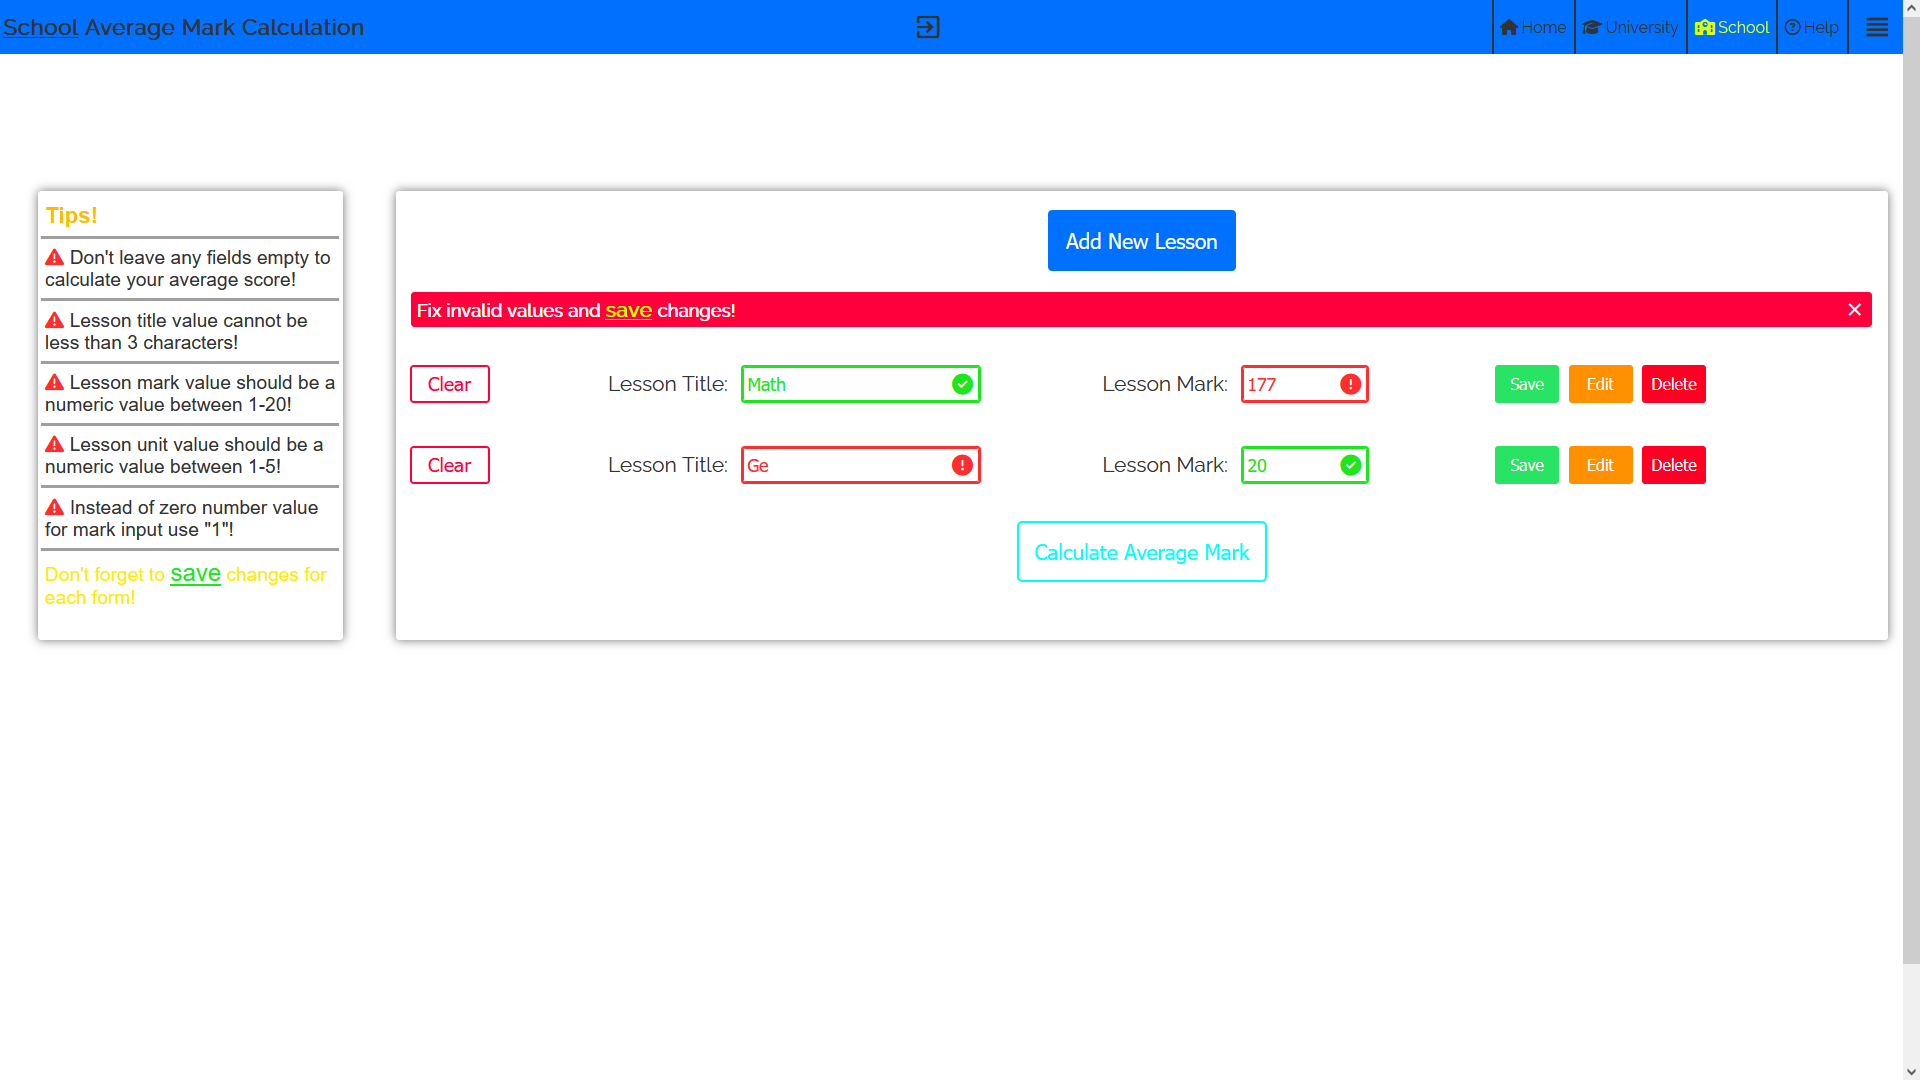 School Average Mark Calculation
Home
University
School
Help
Tips!
Don't leave any fields empty to
calculate your average score!
Lesson title value cannot be
less than 3 characters!
Lesson mark value should be a
numeric value between 1-20!
Lesson unit value should be a
numeric value between 1-5!
Instead of zero number value
for mark input use "1"!
Don't forget to save changes for
each form!
Add New Lesson
Fix invalid values and save changes!
Clear Lesson Title: Math Lesson Mark: 177 Save Edit Delete
Clear Lesson Title: Ge Lesson Mark: 20 Save Edit Delete
Calculate Average Mark